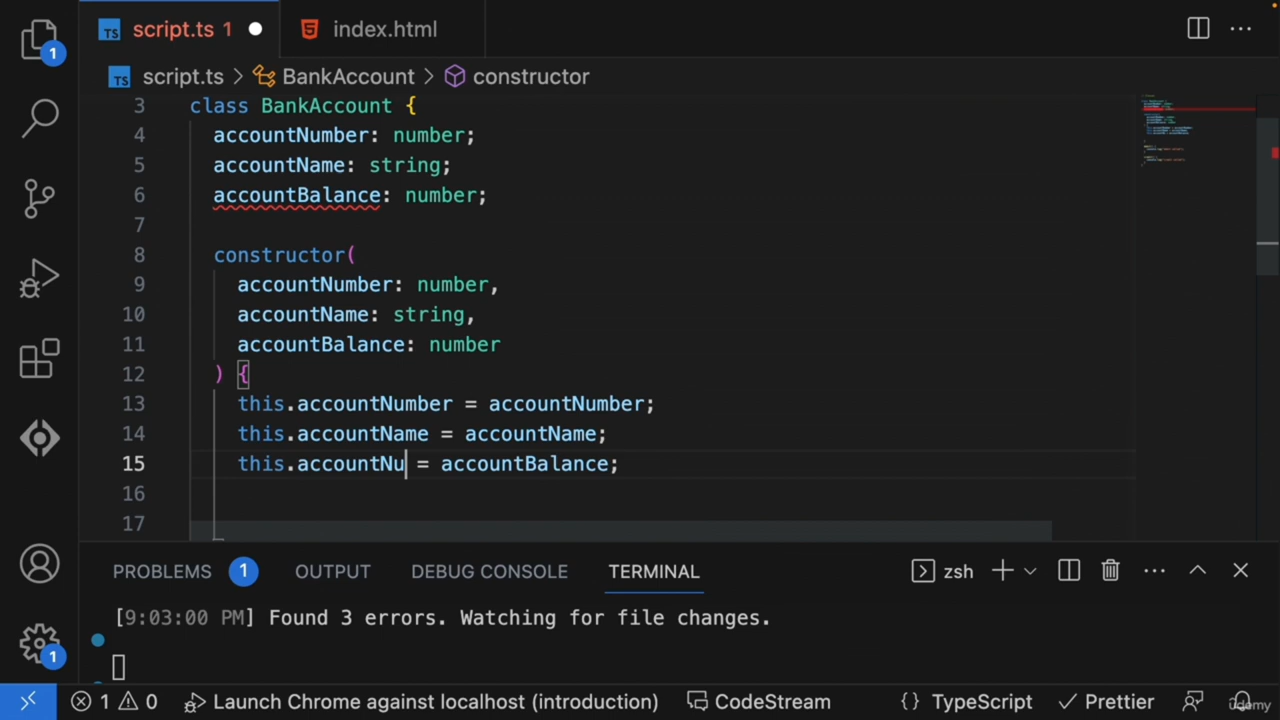 script.ts 1
index.html
script.ts > BankAccount > constructor
3 class BankAccount {
4 accountNumber: number;
5 accountName: string;
6 accountBalance: number;
7
8 constructor(
9 accountNumber: number,
10 accountName: string,
11 accountBalance: number
12 ) {
13 this.accountNumber = accountNumber;
14 this.accountName = accountName;
15 this.accountNu = accountBalance;
16
17
1
PROBLEMS 1 OUTPUT DEBUG CONSOLE TERMINAL zsh
[9:03:00 PM] Found 3 errors. Watching for file changes.
1
1 0 Launch Chrome against localhost (introduction) CodeStream {} TypeScript Prettier
udemy